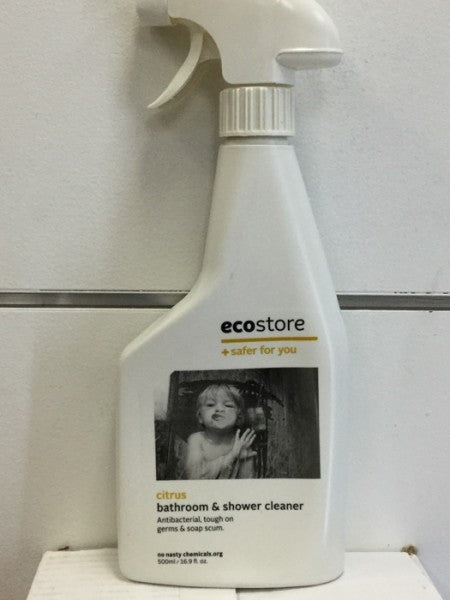 ecostore
+ safer for you
citrus
bathroom & shower cleaner
Antibacterial, tough on
germs & soap scum.
no nasty chemicals.org
500ml / 16.9 fl. oz.